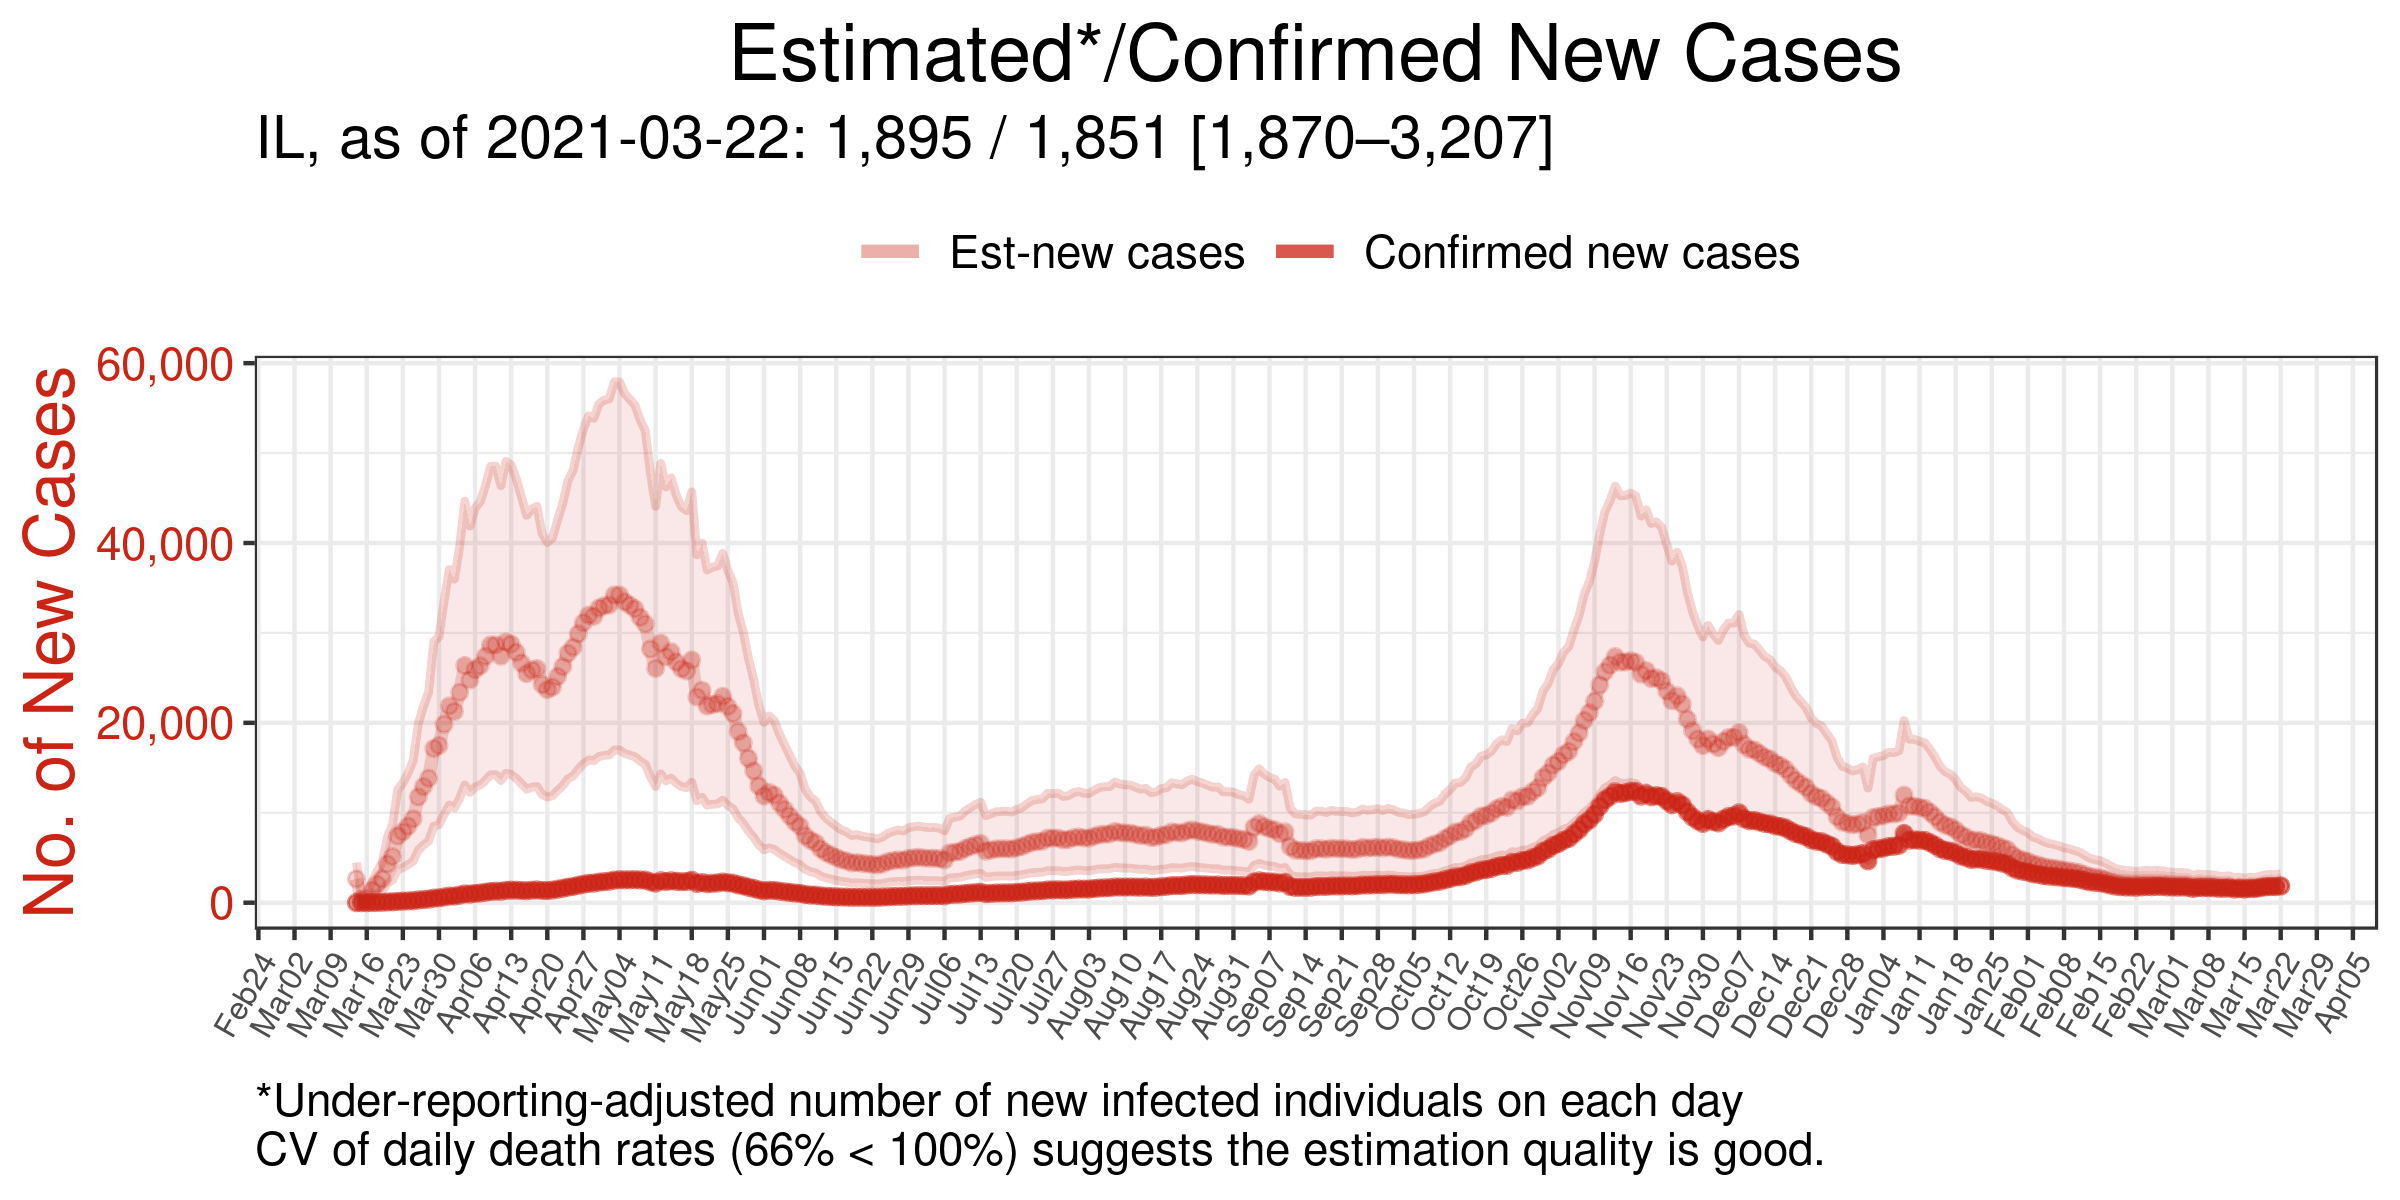 Estimated*/Confirmed New Cases
IL, as of 2021-03-22: 1,895 / 1,851 [1,870–3,207]
Est-new cases Confirmed new cases
No. of New Cases
60,000
40,000
20,000
0
Feb24 Mar02 Mar09 Mar16 Mar23 Mar30 Apr06 Apr13 Apr20 Apr27 May04 May11 May18 May25 Jun01 Jun08 Jun15 Jun22 Jun29 Jul06 Jul13 Jul20 Jul27 Aug03 Aug10 Aug17 Aug24 Aug31 Sep07 Sep14 Sep21 Sep28 Oct05 Oct12 Oct19 Oct26 Nov02 Nov09 Nov16 Nov23 Nov30 Dec07 Dec14 Dec21 Dec28 Jan04 Jan11 Jan18 Jan25 Feb01 Feb08 Feb15 Feb22 Mar01 Mar08 Mar15 Mar22 Mar29 Apr05
*Under-reporting-adjusted number of new infected individuals on each day
CV of daily death rates (66% < 100%) suggests the estimation quality is good.